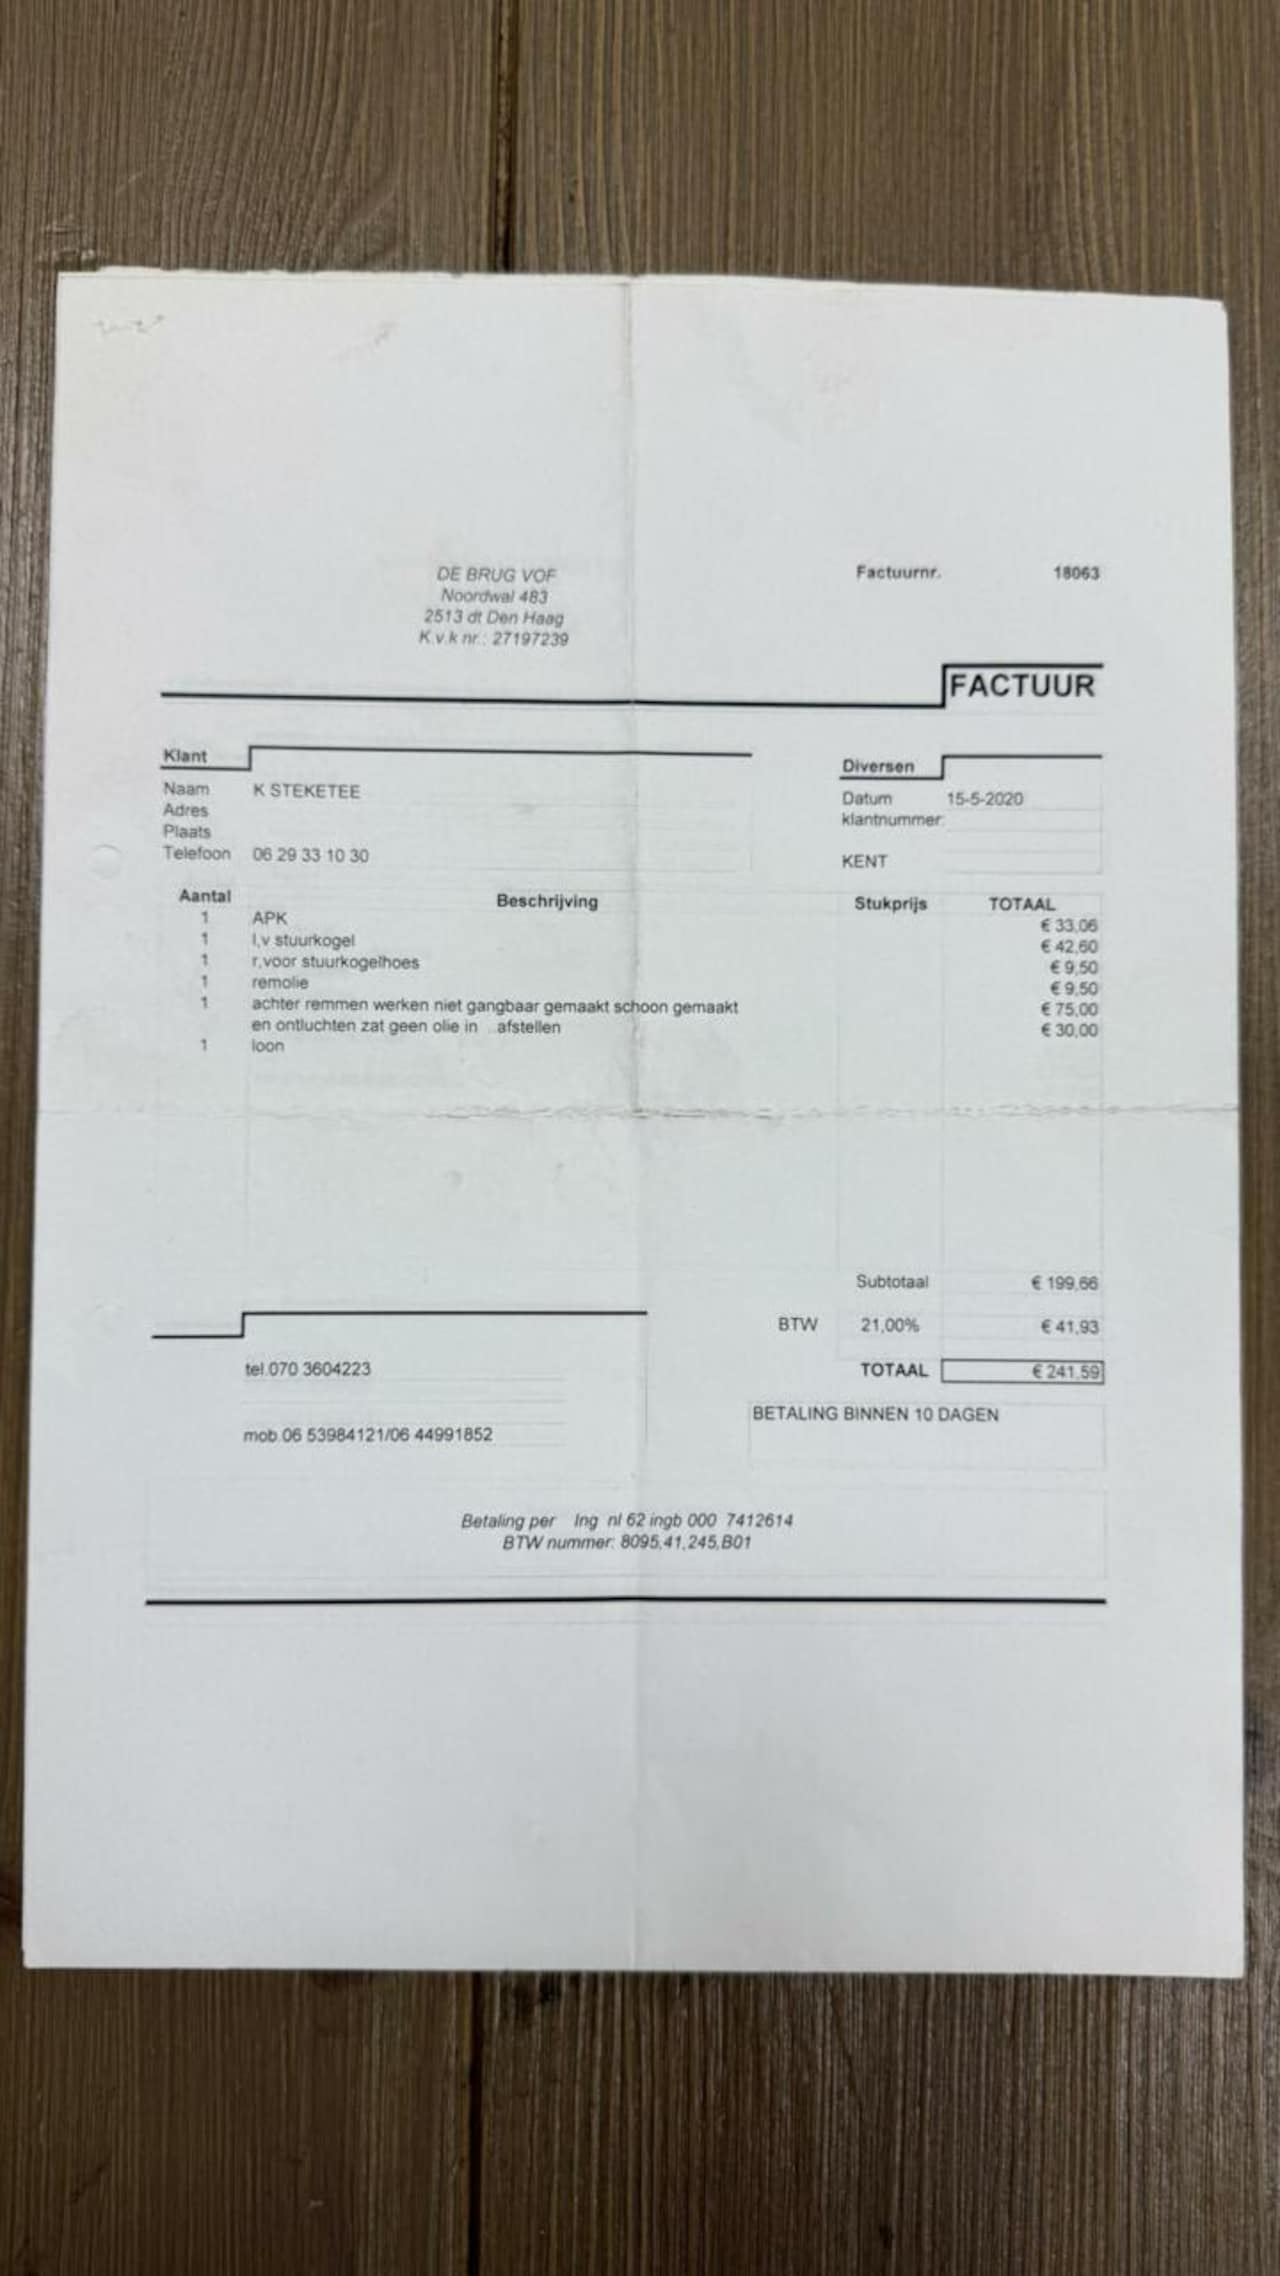 DE BRUG VOF
Noordwal 483
2513 dt Den Haag
K.v.k nr.: 27197239
Factuurnr. 18063
FACTUUR
Klant
Naam K STEKETEE
Adres
Plaats
Telefoon 06 29 33 10 30
Diversen
Datum 15-5-2020
klantnummer:
KENT
Aantal Beschrijving Stukprijs TOTAAL
1 APK € 33,06
1 l,v stuurkogel € 42,60
1 r,voor stuurkogelhoes € 9,50
1 remolie € 9,50
1 achter remmen werken niet gangbaar gemaakt schoon gemaakt € 75,00
en ontluchten zat geen olie in afstellen € 30,00
1 loon
Subtotaal € 199,66
BTW 21,00% € 41,93
TOTAAL € 241,59
tel.070 3604223
BETALING BINNEN 10 DAGEN
mob.06 53984121/06 44991852
Betaling per Ing nl 62 ingb 000 7412614
BTW nummer: 8095,41,245,B01